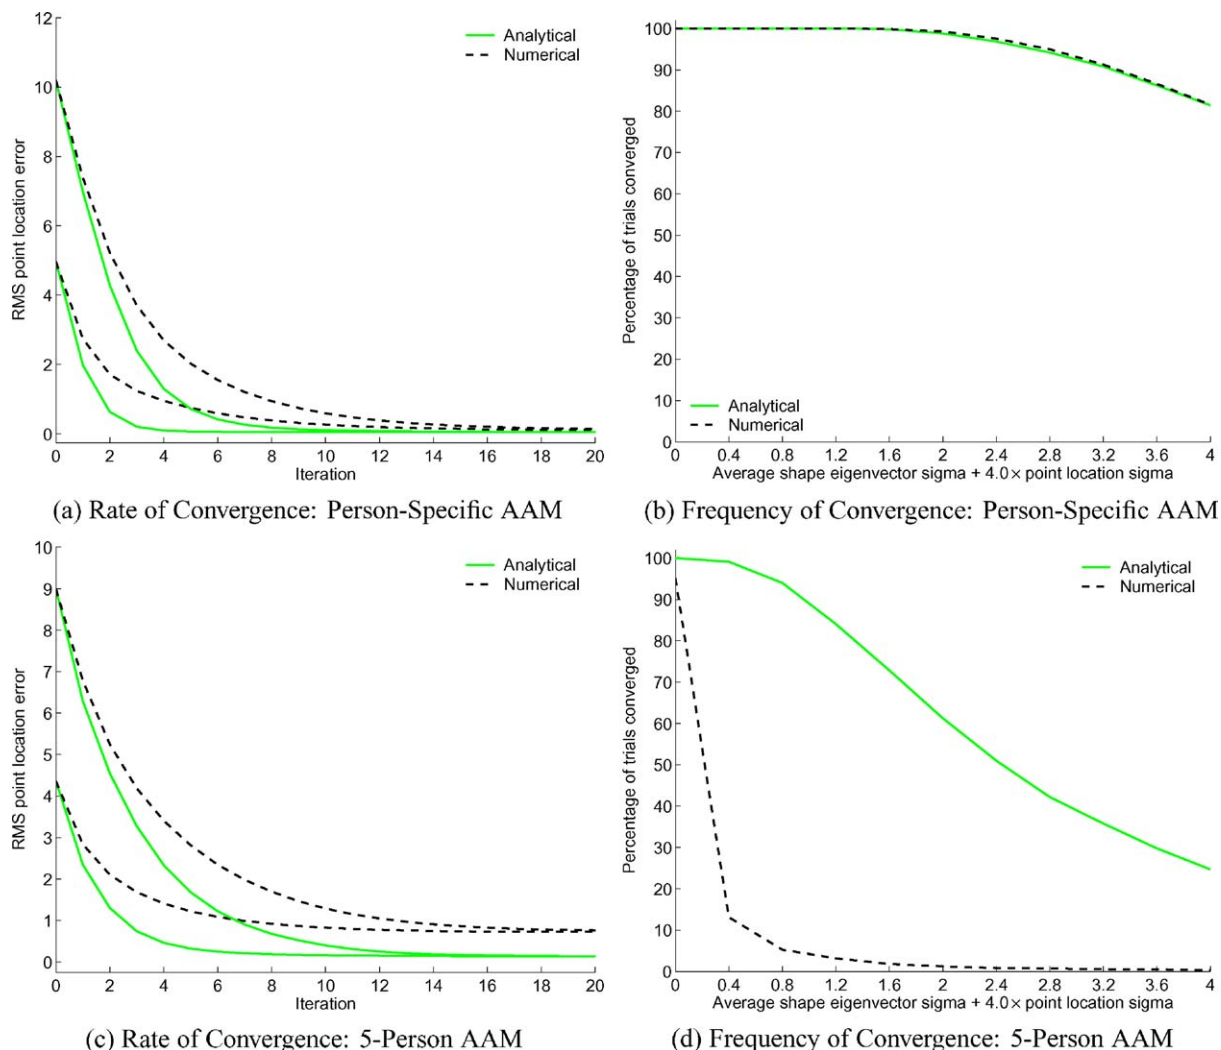 12
10
8
6
4
2
0
RMS point location error
Analytical
Numerical
0 2 4 6 8 10 12 14 16 18 20
Iteration
(a) Rate of Convergence: Person-Specific AAM
100
90
80
70
60
50
40
30
20
10
0
Percentage of trials converged
Analytical
Numerical
0 0.4 0.8 1.2 1.6 2 2.4 2.8 3.2 3.6 4
Average shape eigenvector sigma + 4.0× point location sigma
(b) Frequency of Convergence: Person-Specific AAM
10
9
8
7
6
5
4
3
2
1
0
RMS point location error
Analytical
Numerical
0 2 4 6 8 10 12 14 16 18 20
Iteration
(c) Rate of Convergence: 5-Person AAM
100
90
80
70
60
50
40
30
20
10
0
Percentage of trials converged
Analytical
Numerical
0 0.4 0.8 1.2 1.6 2 2.4 2.8 3.2 3.6 4
Average shape eigenvector sigma + 4.0× point location sigma
(d) Frequency of Convergence: 5-Person AAM